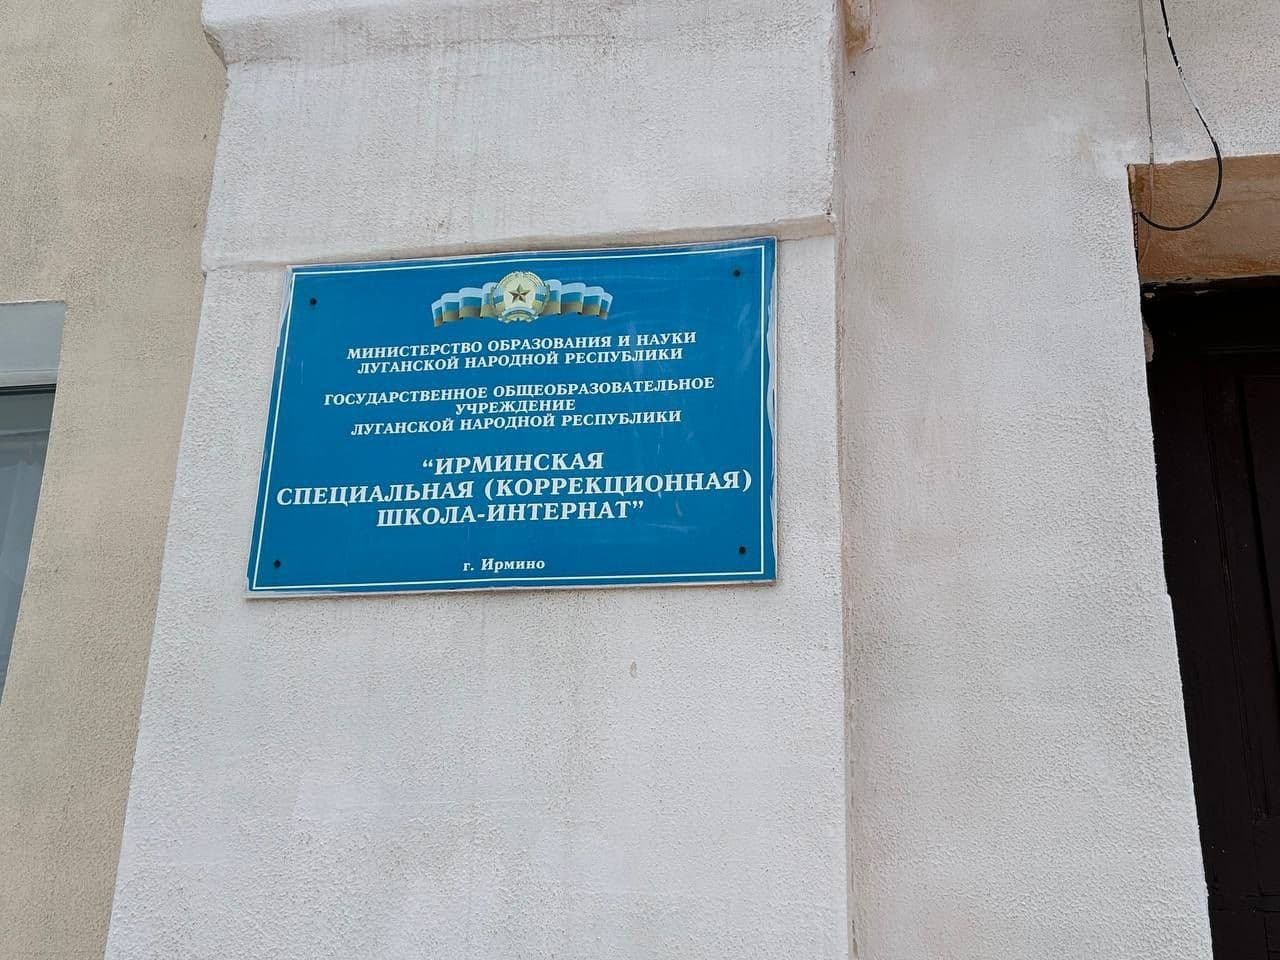 МИНИСТЕРСТВО ОБРАЗОВАНИЯ И НАУКИ
ЛУГАНСКОЙ НАРОДНОЙ РЕСПУБЛИКИ
ГОСУДАРСТВЕННОЕ ОБЩЕОБРАЗОВАТЕЛЬНОЕ
УЧРЕЖДЕНИЕ
ЛУГАНСКОЙ НАРОДНОЙ РЕСПУБЛИКИ
“ИРМИНСКАЯ
СПЕЦИАЛЬНАЯ (КОРРЕКЦИОННАЯ)
ШКОЛА-ИНТЕРНАТ”
г. Ирмино